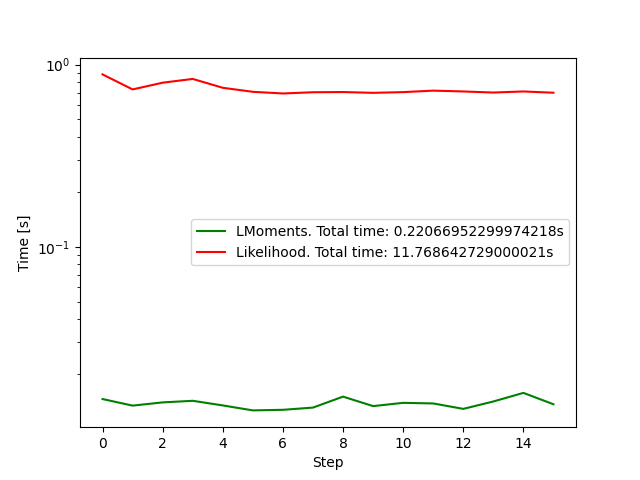 10⁰
10⁻¹
Time [s]
LMoments. Total time: 0.22066952299974218s
Likelihood. Total time: 11.768642729000021s
0 2 4 6 8 10 12 14
Step